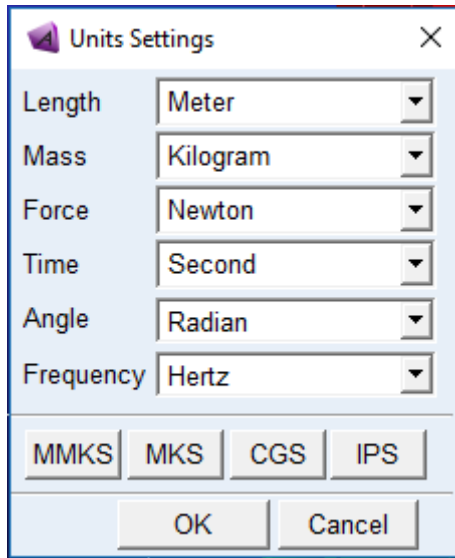 Units Settings
Length Meter
Mass Kilogram
Force Newton
Time Second
Angle Radian
Frequency Hertz
MMKS MKS CGS IPS
OK Cancel